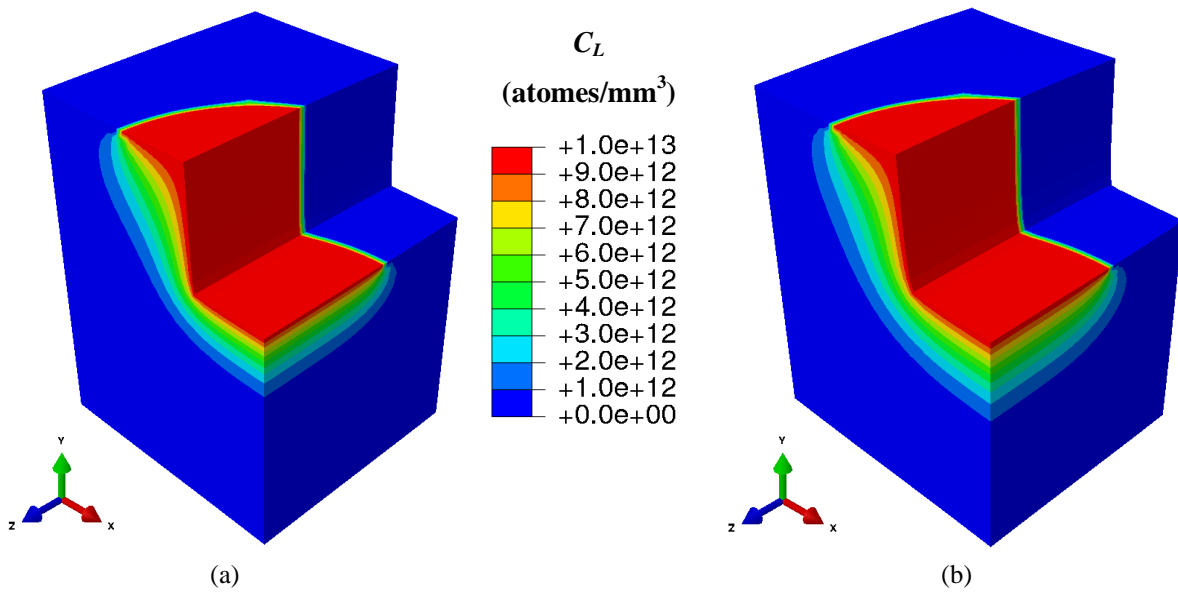 C_L
(atomes/mm³)
+1.0e+13
+9.0e+12
+8.0e+12
+7.0e+12
+6.0e+12
+5.0e+12
+4.0e+12
+3.0e+12
+2.0e+12
+1.0e+12
+0.0e+00
Y
Z
X
Y
Z
X
(a)
(b)